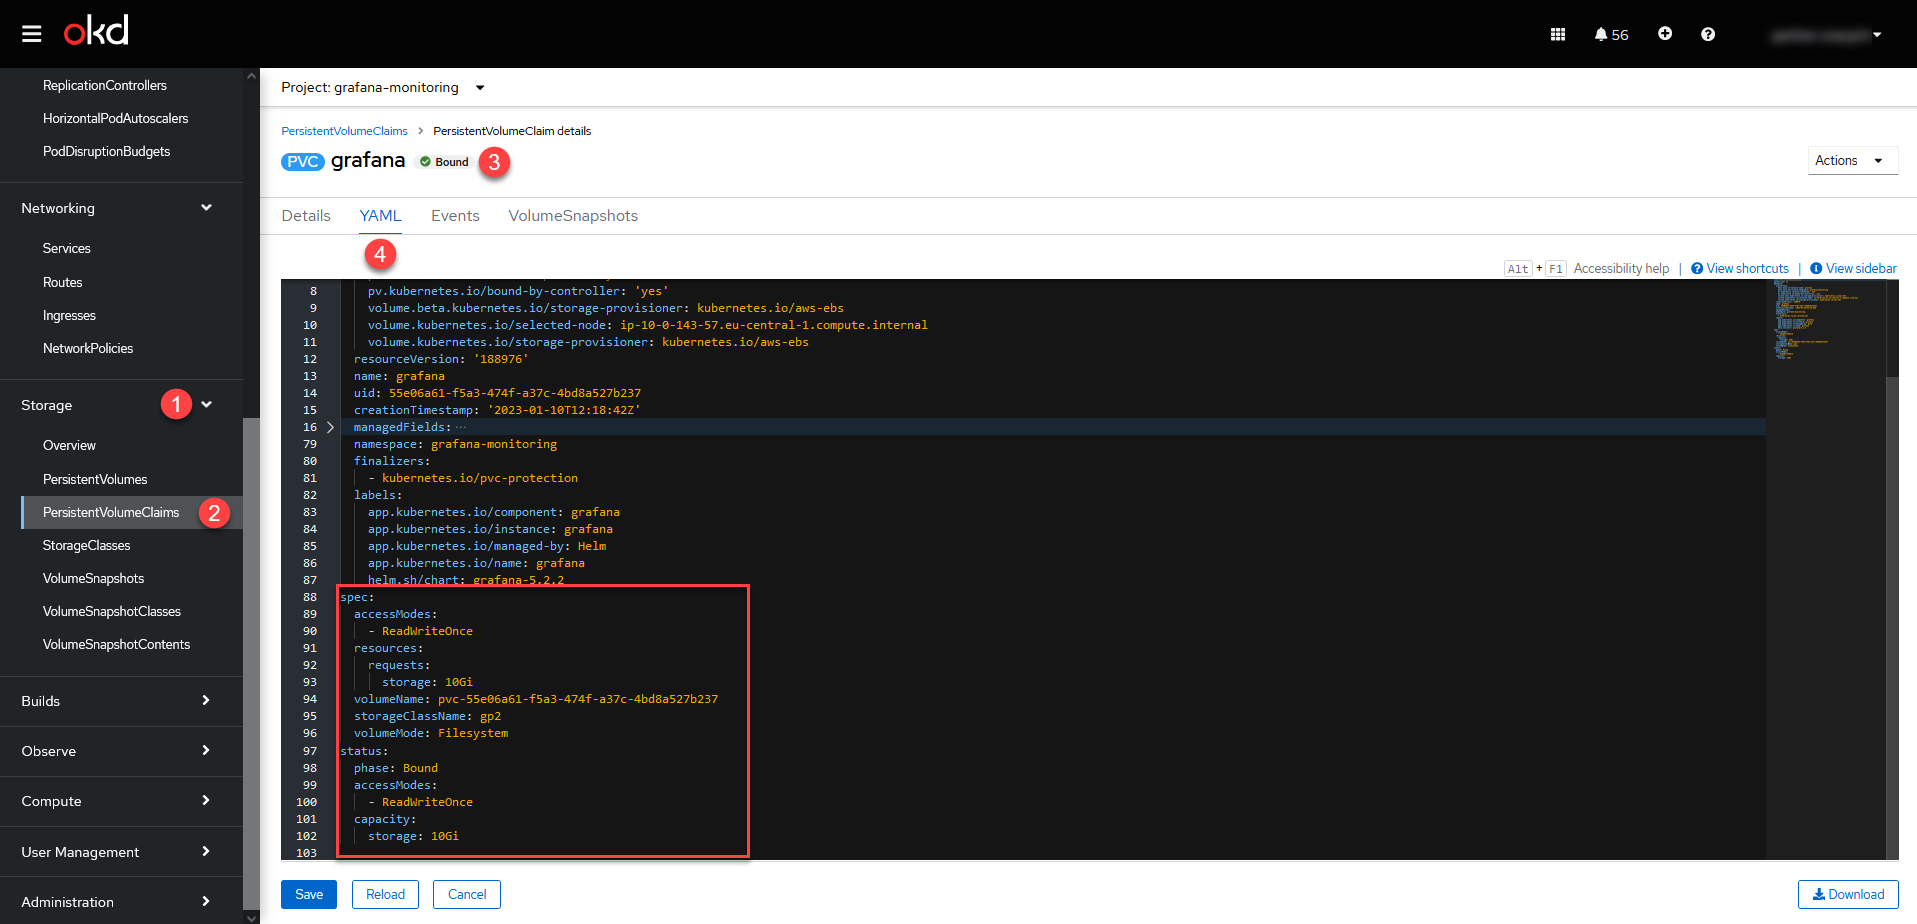 okd
56
ReplicationControllers
HorizontalPodAutoscalers
PodDisruptionBudgets
Networking
Services
Routes
Ingresses
NetworkPolicies
Storage
1
Overview
PersistentVolumes
PersistentVolumeClaims
2
StorageClasses
VolumeSnapshots
VolumeSnapshotClasses
VolumeSnapshotContents
Builds
Observe
Compute
User Management
Administration
Project: grafana-monitoring
PersistentVolumeClaims > PersistentVolumeClaim details
PVC grafana Bound 3
Actions
Details YAML Events VolumeSnapshots
4
Alt + F1 Accessibility help | View shortcuts | View sidebar
8 pv.kubernetes.io/bound-by-controller: 'yes'
9 volume.beta.kubernetes.io/storage-provisioner: kubernetes.io/aws-ebs
10 volume.kubernetes.io/selected-node: ip-10-0-143-57.eu-central-1.compute.internal
11 volume.kubernetes.io/storage-provisioner: kubernetes.io/aws-ebs
12 resourceVersion: '188976'
13 name: grafana
14 uid: 55e06a61-f5a3-474f-a37c-4bd8a527b237
15 creationTimestamp: '2023-01-10T12:18:42Z'
16 managedFields: ...
79 namespace: grafana-monitoring
80 finalizers:
81 - kubernetes.io/pvc-protection
82 labels:
83 app.kubernetes.io/component: grafana
84 app.kubernetes.io/instance: grafana
85 app.kubernetes.io/managed-by: Helm
86 app.kubernetes.io/name: grafana
87 helm.sh/chart: grafana-5.2.2
88 spec:
89 accessModes:
90 - ReadWriteOnce
91 resources:
92 requests:
93 storage: 10Gi
94 volumeName: pvc-55e06a61-f5a3-474f-a37c-4bd8a527b237
95 storageClassName: gp2
96 volumeMode: Filesystem
97 status:
98 phase: Bound
99 accessModes:
100 - ReadWriteOnce
101 capacity:
102 storage: 10Gi
103
Save Reload Cancel
Download